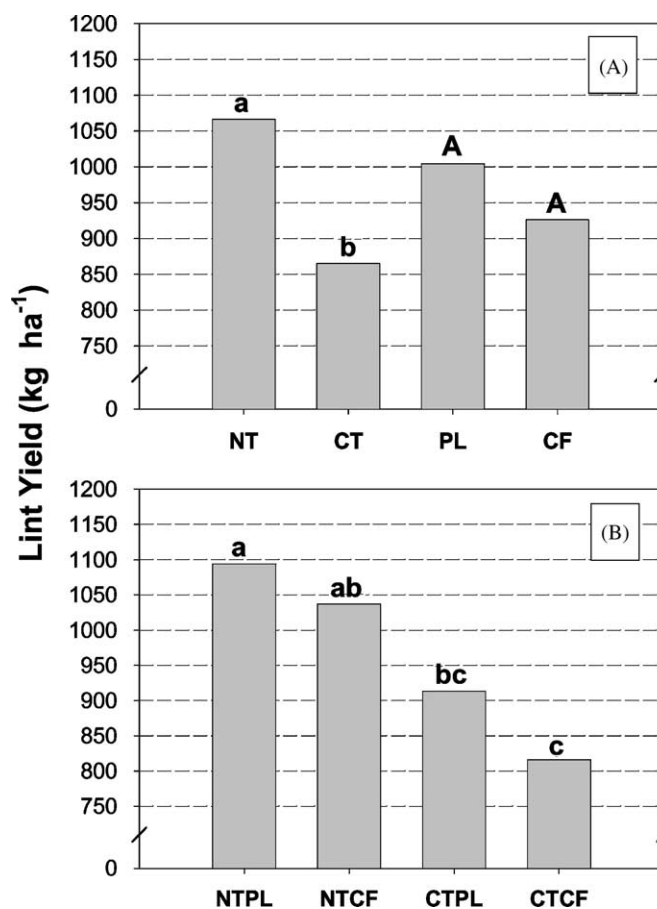 Lint Yield (kg ha⁻¹)
(A)
1200
1150
1100
1050
1000
950
900
850
800
750
0
a
b
A
A
NT CT PL CF
(B)
1200
1150
1100
1050
1000
950
900
850
800
750
0
a
ab
bc
c
NTPL NTCF CTPL CTCF